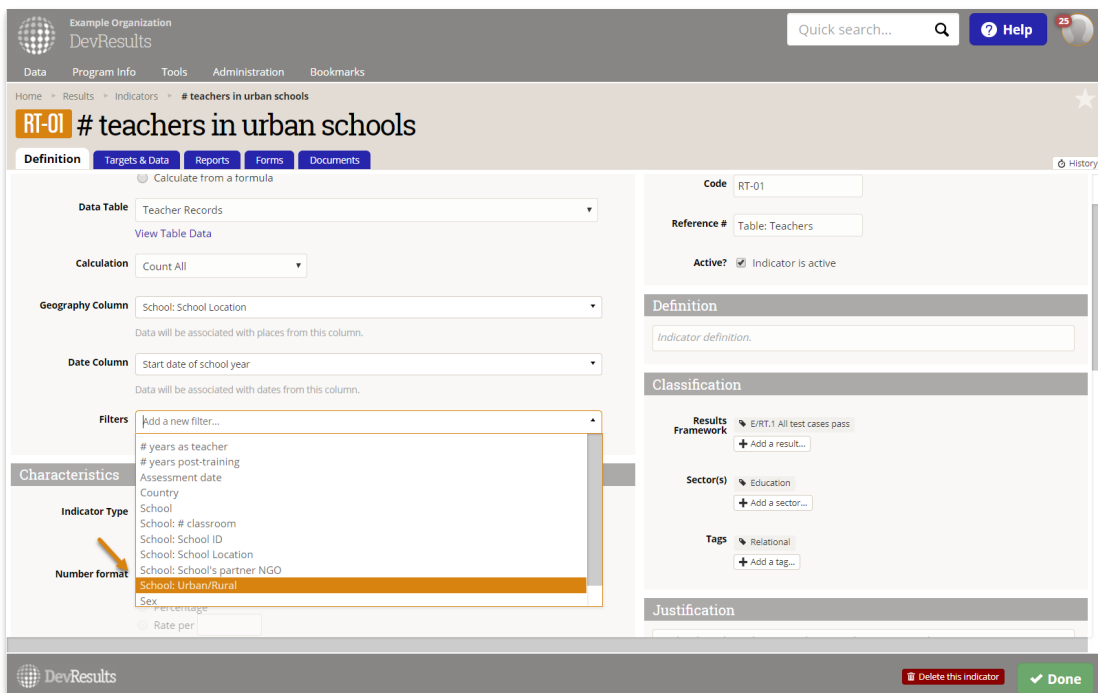 Example Organization
DevResults
Quick search...
? Help
25
Data Program Info Tools Administration Bookmarks
Home Results Indicators # teachers in urban schools
RT-01 # teachers in urban schools
Definition Targets & Data Reports Forms Documents
History
Calculate from a formula
Data Table Teacher Records
View Table Data
Calculation Count All
Geography Column School: School Location
Data will be associated with places from this column.
Date Column Start date of school year
Data will be associated with dates from this column.
Filters Add a new filter...
# years as teacher
# years post-training
Assessment date
Country
School
School: # classroom
School: School ID
School: School Location
School: School's partner NGO
School: Urban/Rural
Sex
Characteristics
Indicator Type
Number format
Percentage
Rate per
Code RT-01
Reference # Table: Teachers
Active? Indicator is active
Definition
Indicator definition.
Classification
Results
Framework
E/RT.1 All test cases pass
+ Add a result...
Sector(s) Education
+ Add a sector...
Tags Relational
+ Add a tag...
Justification
DevResults
Delete this indicator
Done